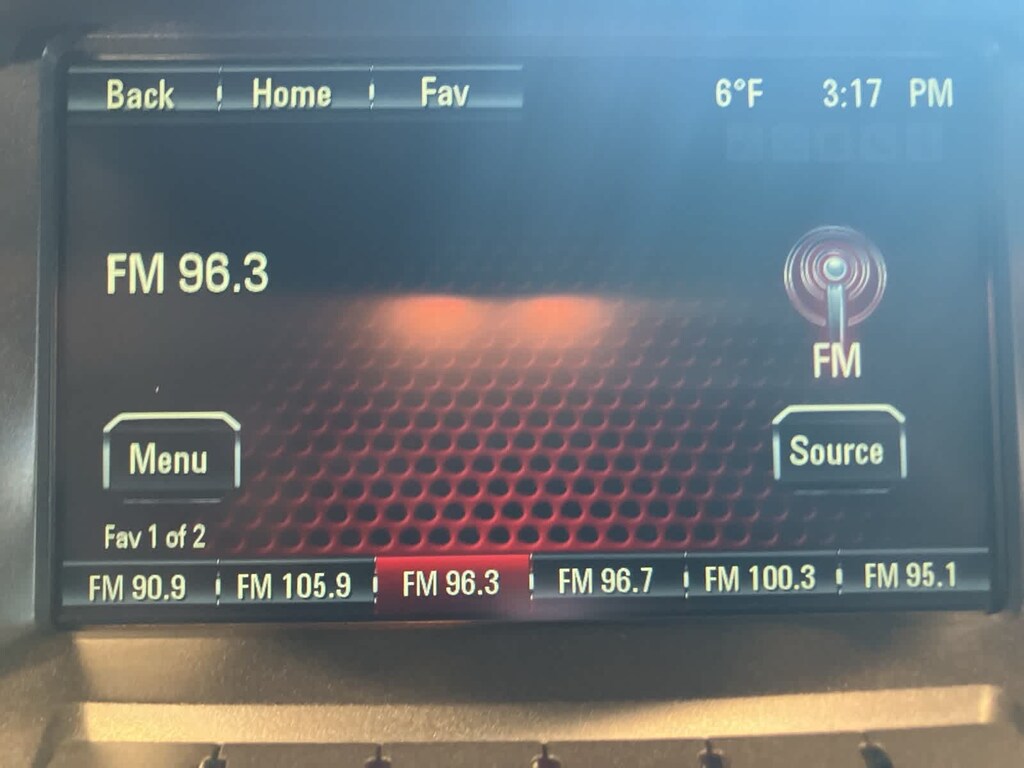 Back Home Fav 6°F 3:17 PM
FM 96.3
FM
Menu Source
Fav 1 of 2
FM 90.9 FM 105.9 FM 96.3 FM 96.7 FM 100.3 FM 95.1